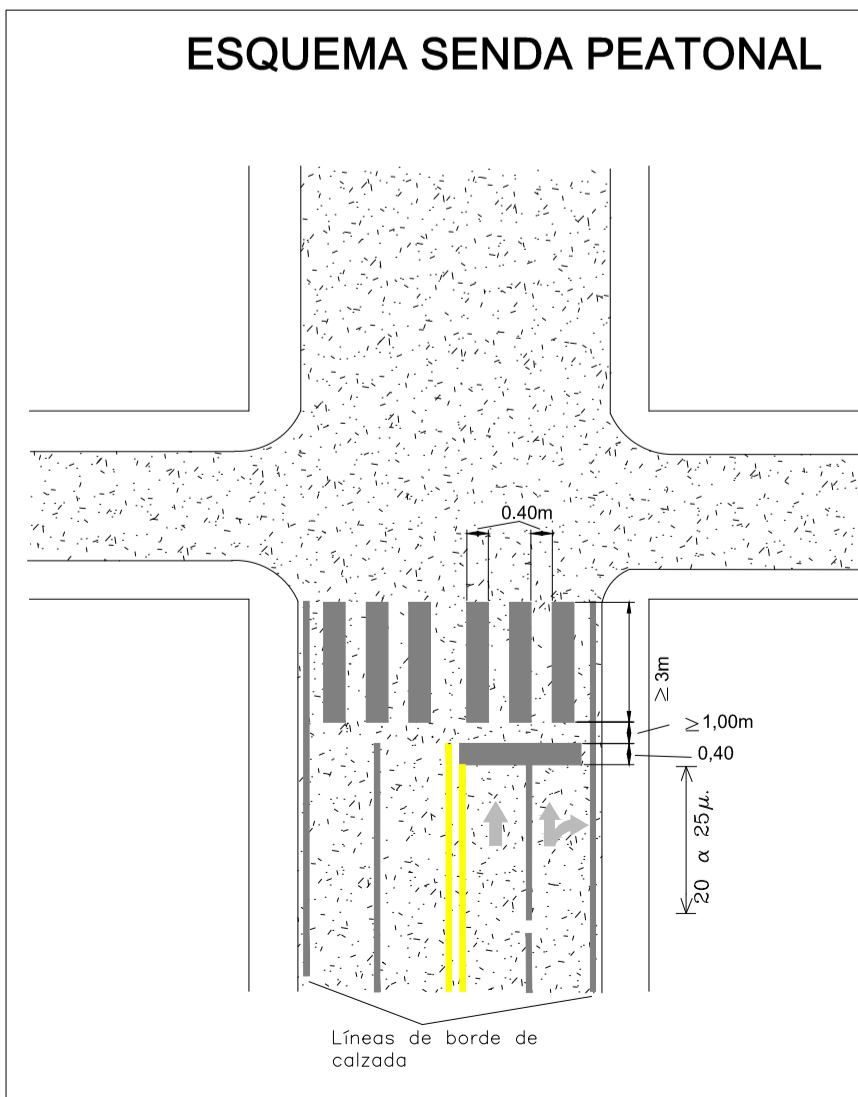 ESQUEMA SENDA PEATONAL
0.40m
≥ 3m
≥ 1,00m
0,40
20 α 25μ.
Líneas de borde de
calzada